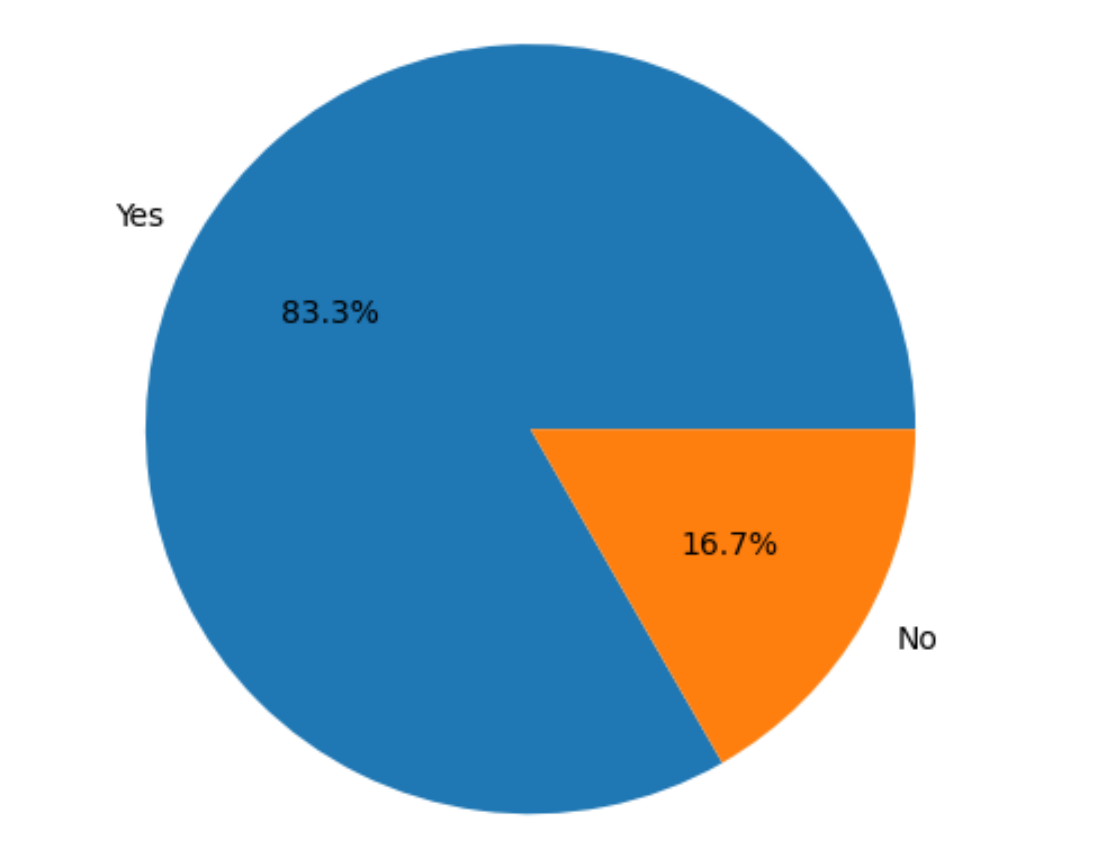 Yes
83.3%
16.7%
No